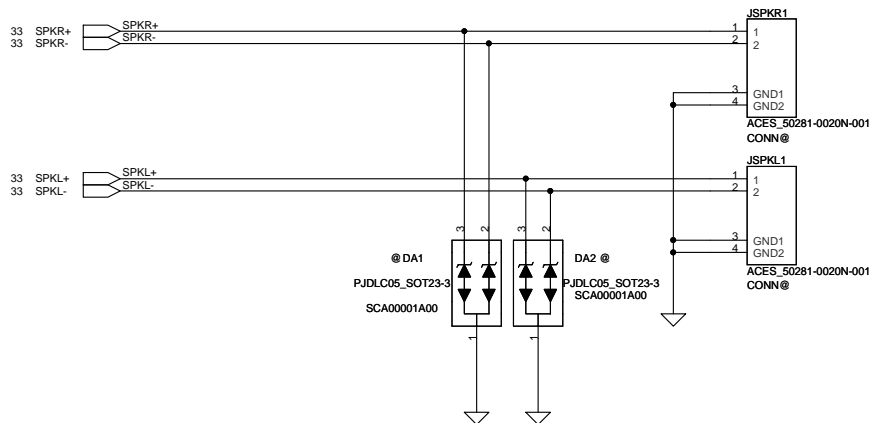 JSPKR1
33 SPKR+ SPKR+ 1 1
33 SPKR- SPKR- 2 2
3 GND1
4 GND2
ACES_50281-0020N-001
CONN@
JSPKL1
33 SPKL+ SPKL+ 1 1
33 SPKL- SPKL- 2 2
3 2 3 2
3 GND1
4 GND2
@ DA1 DA2 @
ACES_50281-0020N-001
CONN@
PJDLC05_SOT23-3 PJDLC05_SOT23-3
SCA00001A00 SCA00001A00
1 1